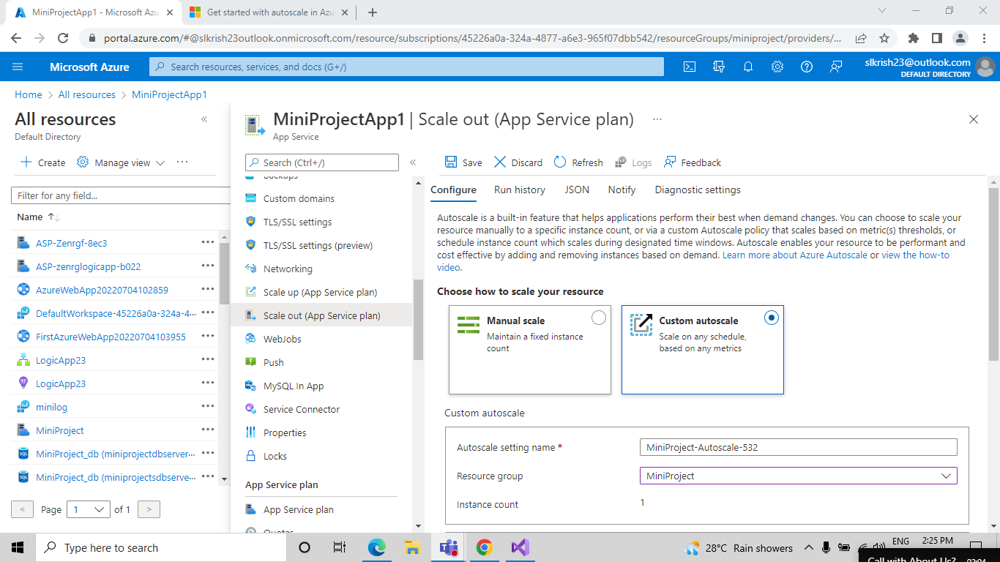 MiniProjectApp1 - Microsoft Azu
Get started with autoscale in Azu
portal.azure.com/#@slkrish23outlook.onmicrosoft.com/resource/subscriptions/45226a0a-324a-4877-a6e3-965f07dbb542/resourceGroups/miniproject/providers/...
Microsoft Azure
Search resources, services, and docs (G+/)
slkrish23@outlook.com
DEFAULT DIRECTORY
Home > All resources > MiniProjectApp1
All resources
Default Directory
Create
Manage view
Filter for any field...
Name
ASP-Zenrgf-8ec3
ASP-zenrglogicapp-b022
AzureWebApp20220704102859
DefaultWorkspace-45226a0a-324a-4...
FirstAzureWebApp20220704103955
LogicApp23
LogicApp23
minilog
MiniProject
MiniProject_db (miniprojectdbserver...
MiniProject_db (miniprojectsdbserve...
< Page 1 of 1 >
MiniProjectApp1 | Scale out (App Service plan) ...
App Service
Search (Ctrl+/)
Backups
Custom domains
TLS/SSL settings
TLS/SSL settings (preview)
Networking
Scale up (App Service plan)
Scale out (App Service plan)
WebJobs
Push
MySQL In App
Service Connector
Properties
Locks
App Service plan
App Service plan
Quotas
Save
Discard
Refresh
Logs
Feedback
Configure
Run history
JSON
Notify
Diagnostic settings
Autoscale is a built-in feature that helps applications perform their best when demand changes. You can choose to scale your
resource manually to a specific instance count, or via a custom Autoscale policy that scales based on metric(s) thresholds, or
schedule instance count which scales during designated time windows. Autoscale enables your resource to be performant and
cost effective by adding and removing instances based on demand. Learn more about Azure Autoscale or view the how-to
video.
Choose how to scale your resource
Manual scale
Maintain a fixed instance
count
Custom autoscale
Scale on any schedule,
based on any metrics
Custom autoscale
Autoscale setting name *
MiniProject-Autoscale-532
Resource group
MiniProject
Instance count
1
Type here to search
28°C Rain showers
ENG
2:25 PM
Call with About Us?
02:04